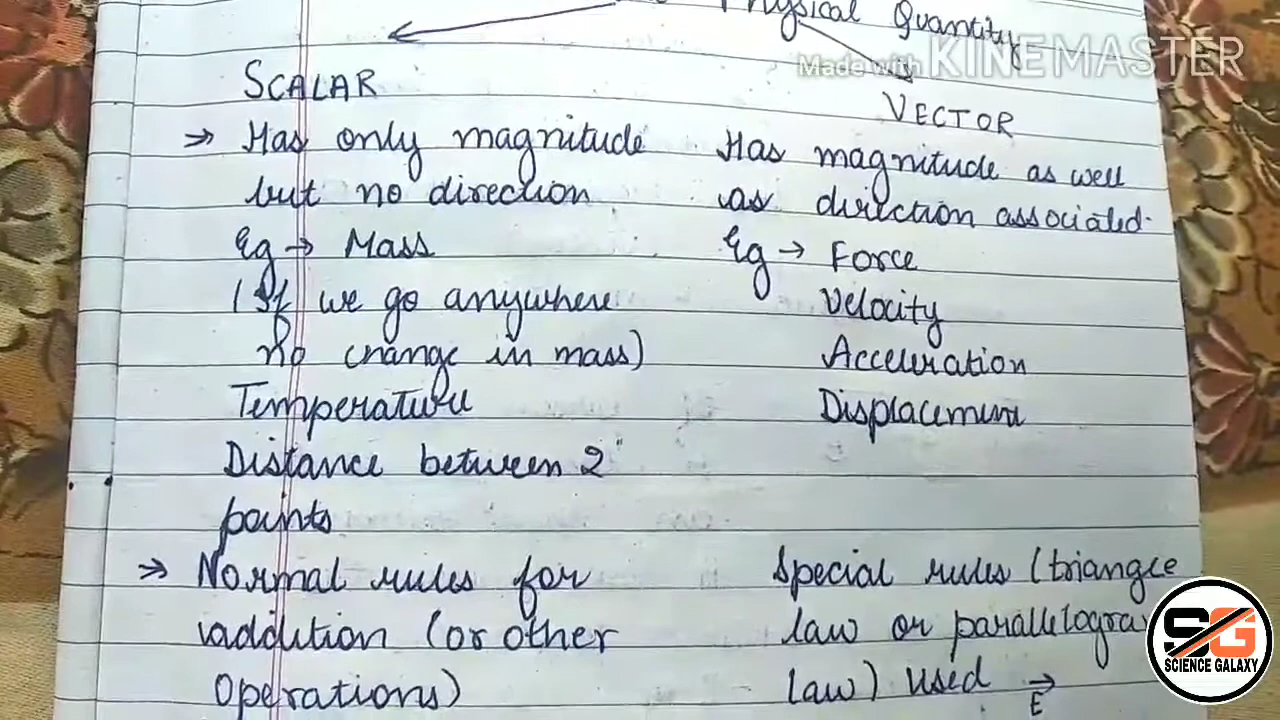 Physical Quantity
Made with KINEMASTER
SCALAR
VECTOR
⇒ Has only magnitude
but no direction
Eg → Mass
(If we go anywhere
no change in mass)
Temperature
Distance between 2
points
Has magnitude as well
as direction associated.
Eg → Force
Velocity
Acceleration
Displacement
⇒ Normal rules for
addition (or other
operations)
Special rules (triangle
law or parallelogram
law) used
E⃗
SG
SCIENCE GALAXY